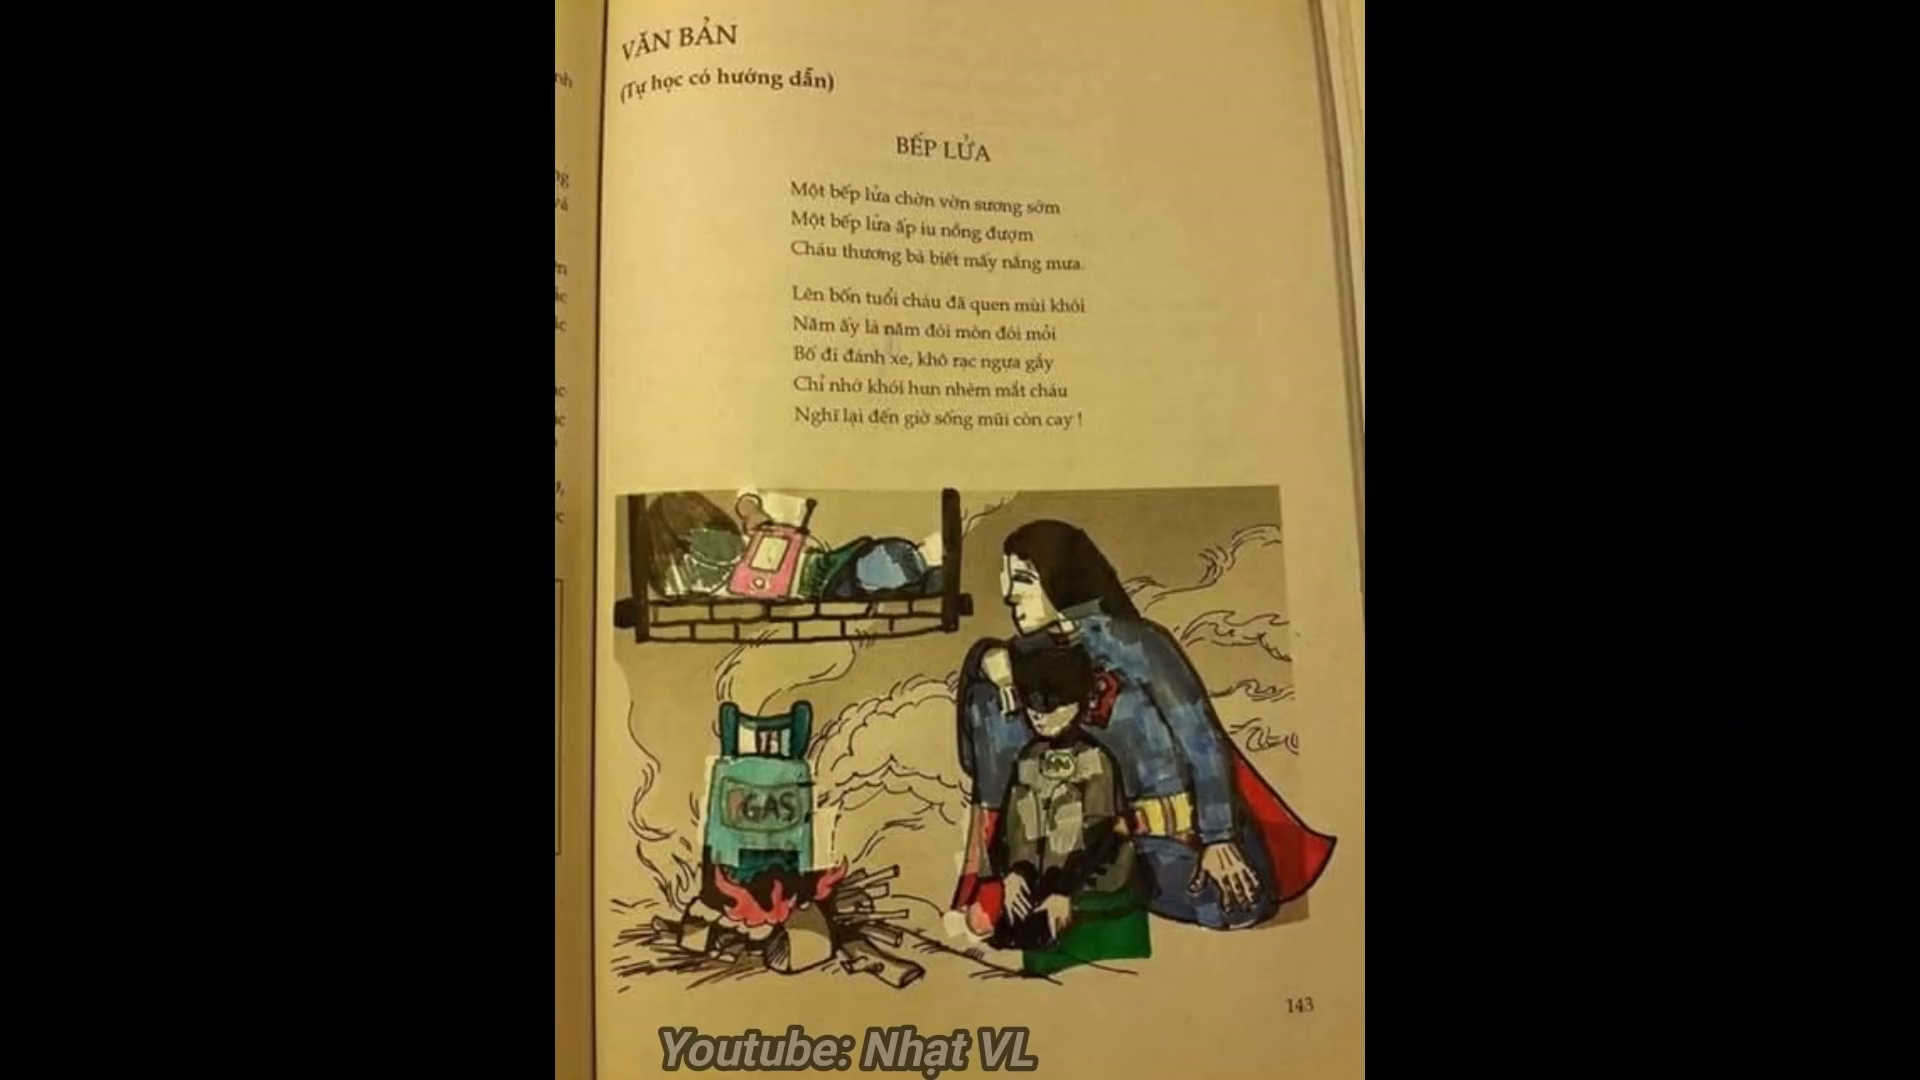 VĂN BẢN
(Tự học có hướng dẫn)
BẾP LỬA
Một bếp lửa chờn vờn sương sớm
Một bếp lửa ấp iu nồng đượm
Cháu thương bà biết mấy nắng mưa.
Lên bốn tuổi cháu đã quen mùi khói
Năm ấy là năm đói mòn đói mỏi
Bố đi đánh xe, khô rạc ngựa gầy
Chỉ nhớ khói hun nhèm mắt cháu
Nghĩ lại đến giờ sống mũi còn cay !
GAS
143
Youtube: Nhạt VL